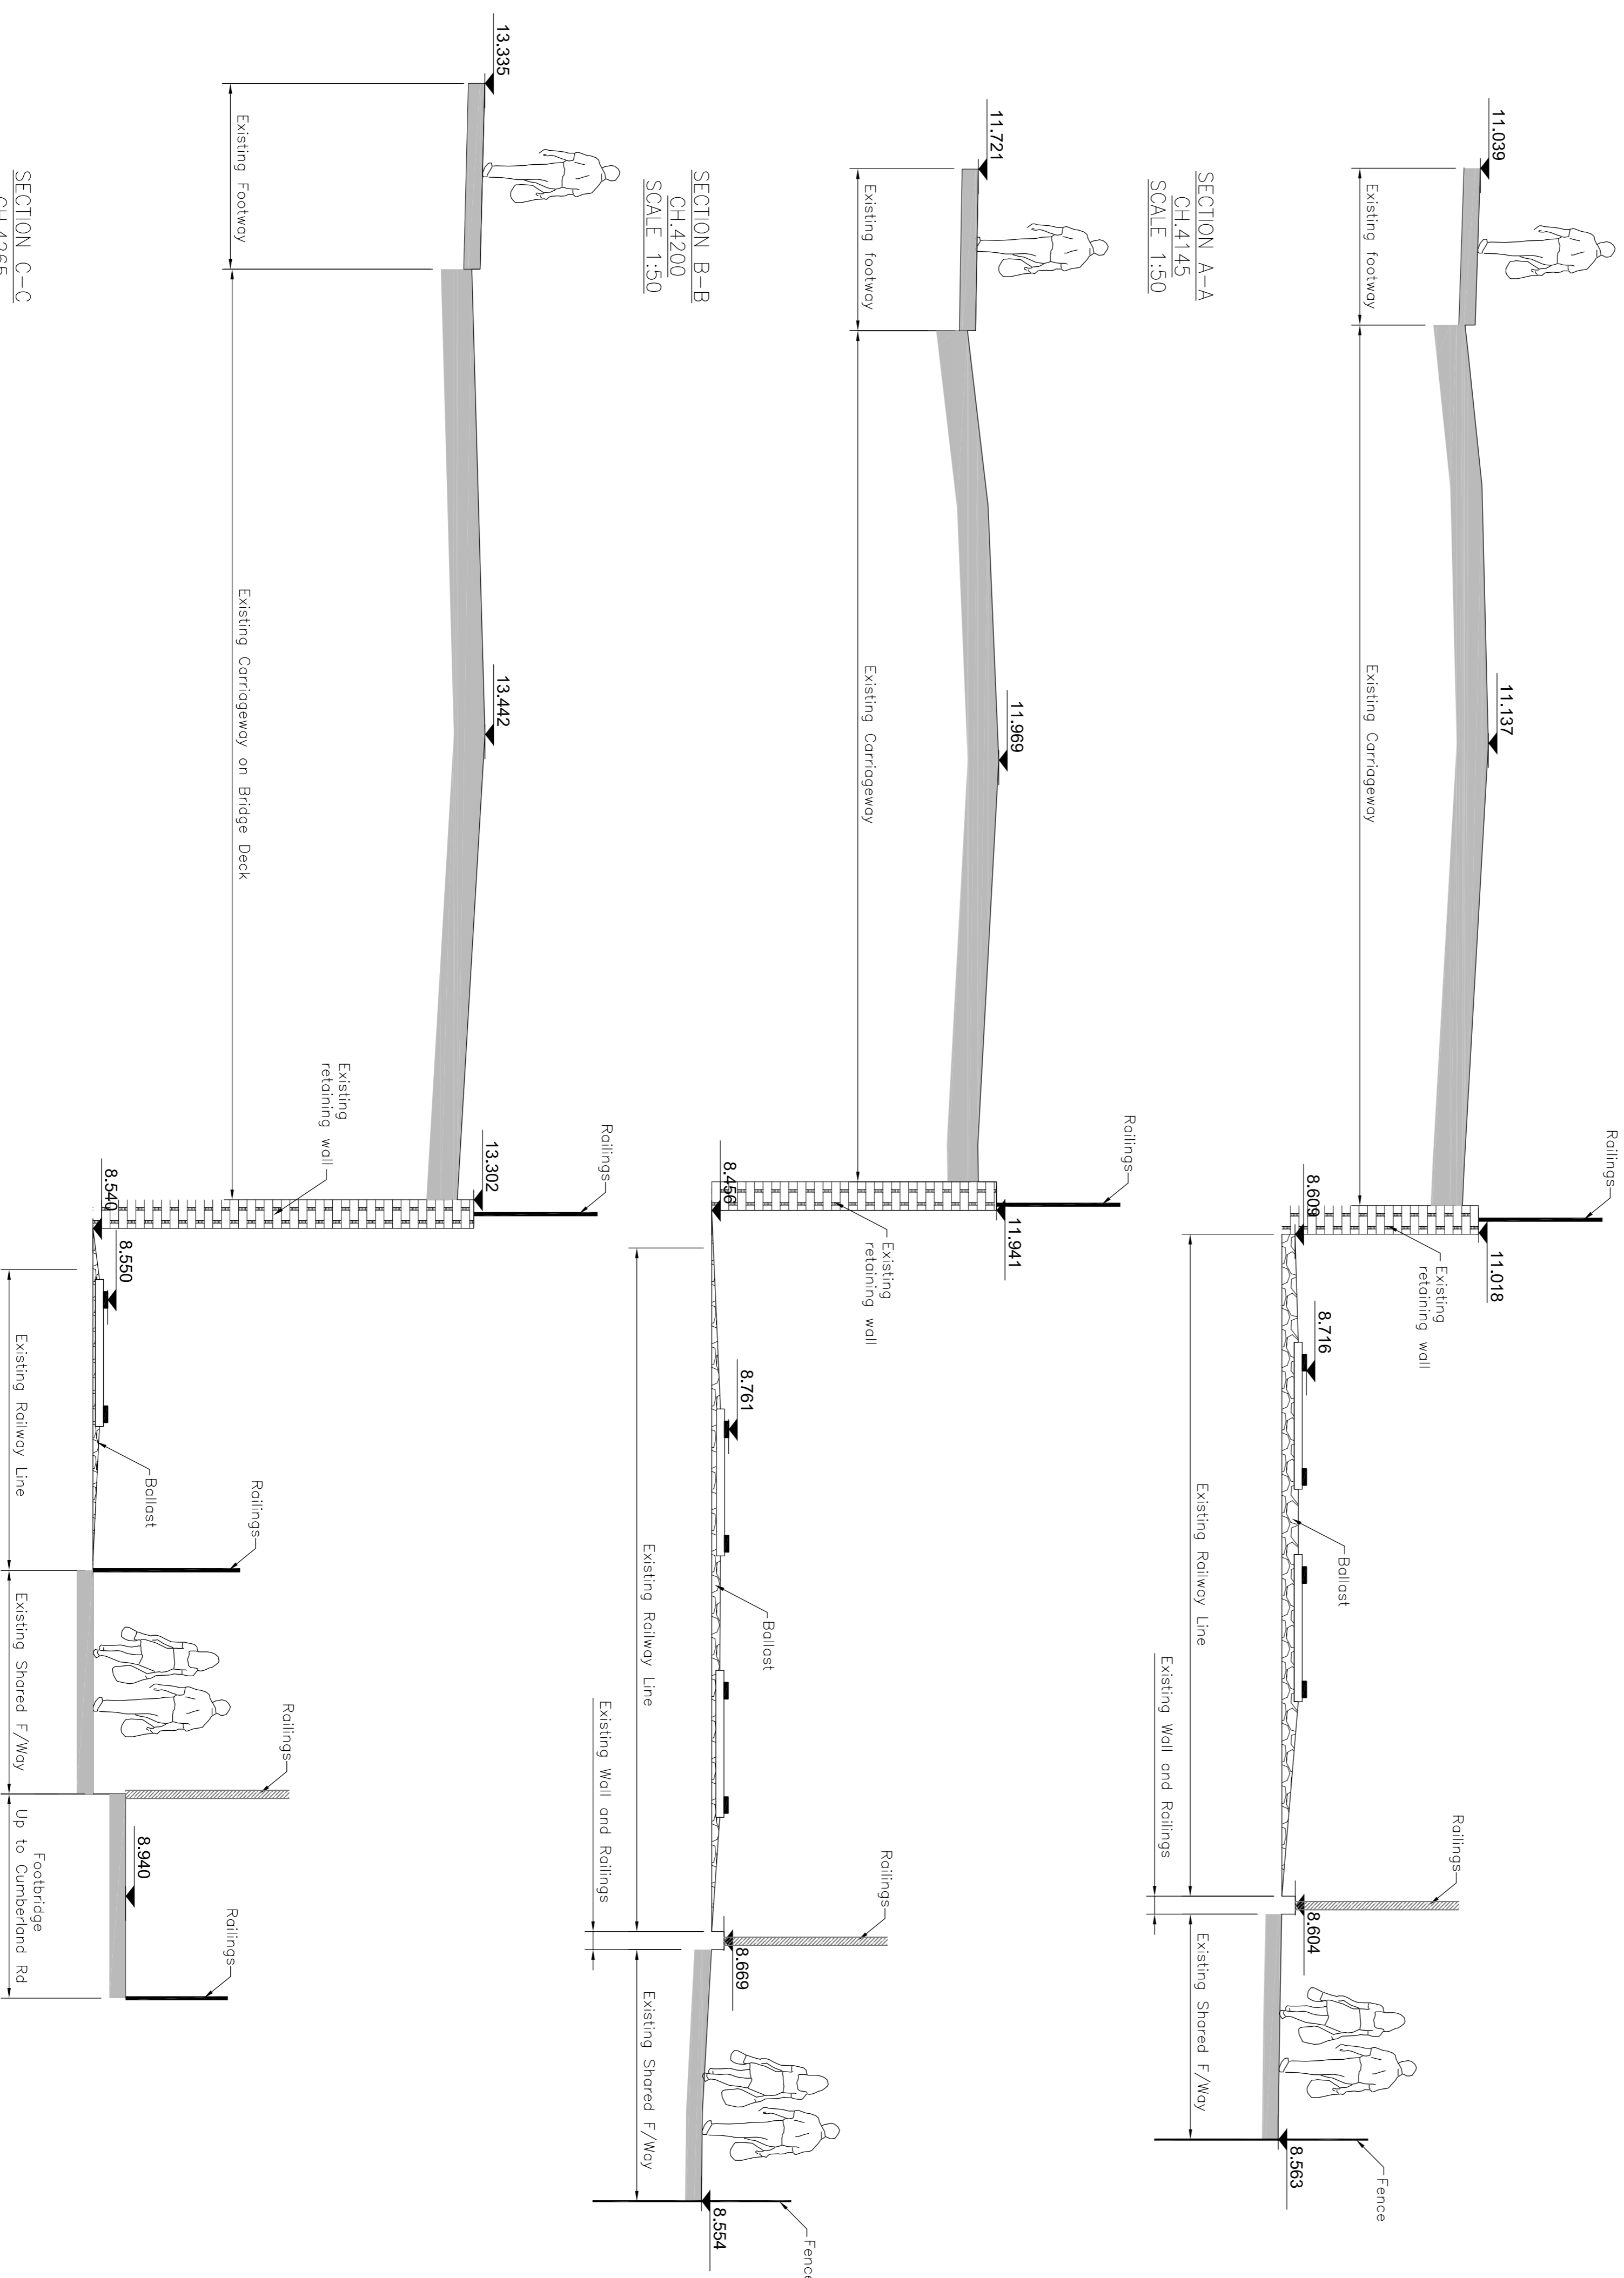 Railings
11.039
11.137
11.018
Existing
retaining wall
8.609
8.716
Ballast
Railings
8.604
8.563
Fence
Existing footway
Existing Carriageway
Existing Railway Line
Existing Wall and Railings
Existing Shared F/Way
SECTION A-A
CH.4145
SCALE 1:50
Railings
11.721
11.969
11.941
Existing
retaining wall
8.456
8.761
Ballast
Railings
8.669
8.554
Fence
Existing footway
Existing Carriageway
Existing Railway Line
Existing Wall and Railings
Existing Shared F/Way
SECTION B-B
CH.4200
SCALE 1:50
Railings
13.335
13.442
13.302
Existing
retaining wall
8.540
8.550
Ballast
Railings
Railings
8.940
Railings
Existing Footway
Existing Carriageway on Bridge Deck
Existing Railway Line
Existing Shared F/Way
Footbridge
Up to Cumberland Rd
SECTION C-C